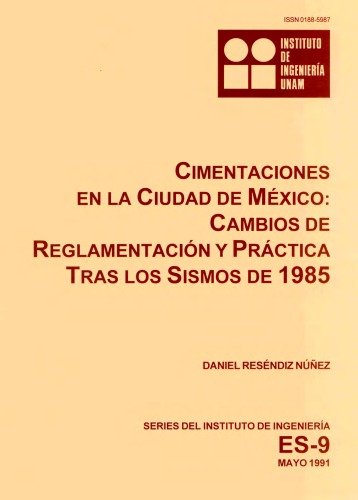 ISSN 0188-5987
INSTITUTO
DE
INGENIERÍA
UNAM
CIMENTACIONES
EN LA CIUDAD DE MÉXICO:
CAMBIOS DE
REGLAMENTACIÓN Y PRÁCTICA
TRAS LOS SISMOS DE 1985
DANIEL RESÉNDIZ NÚÑEZ
SERIES DEL INSTITUTO DE INGENIERÍA
ES-9
MAYO 1991